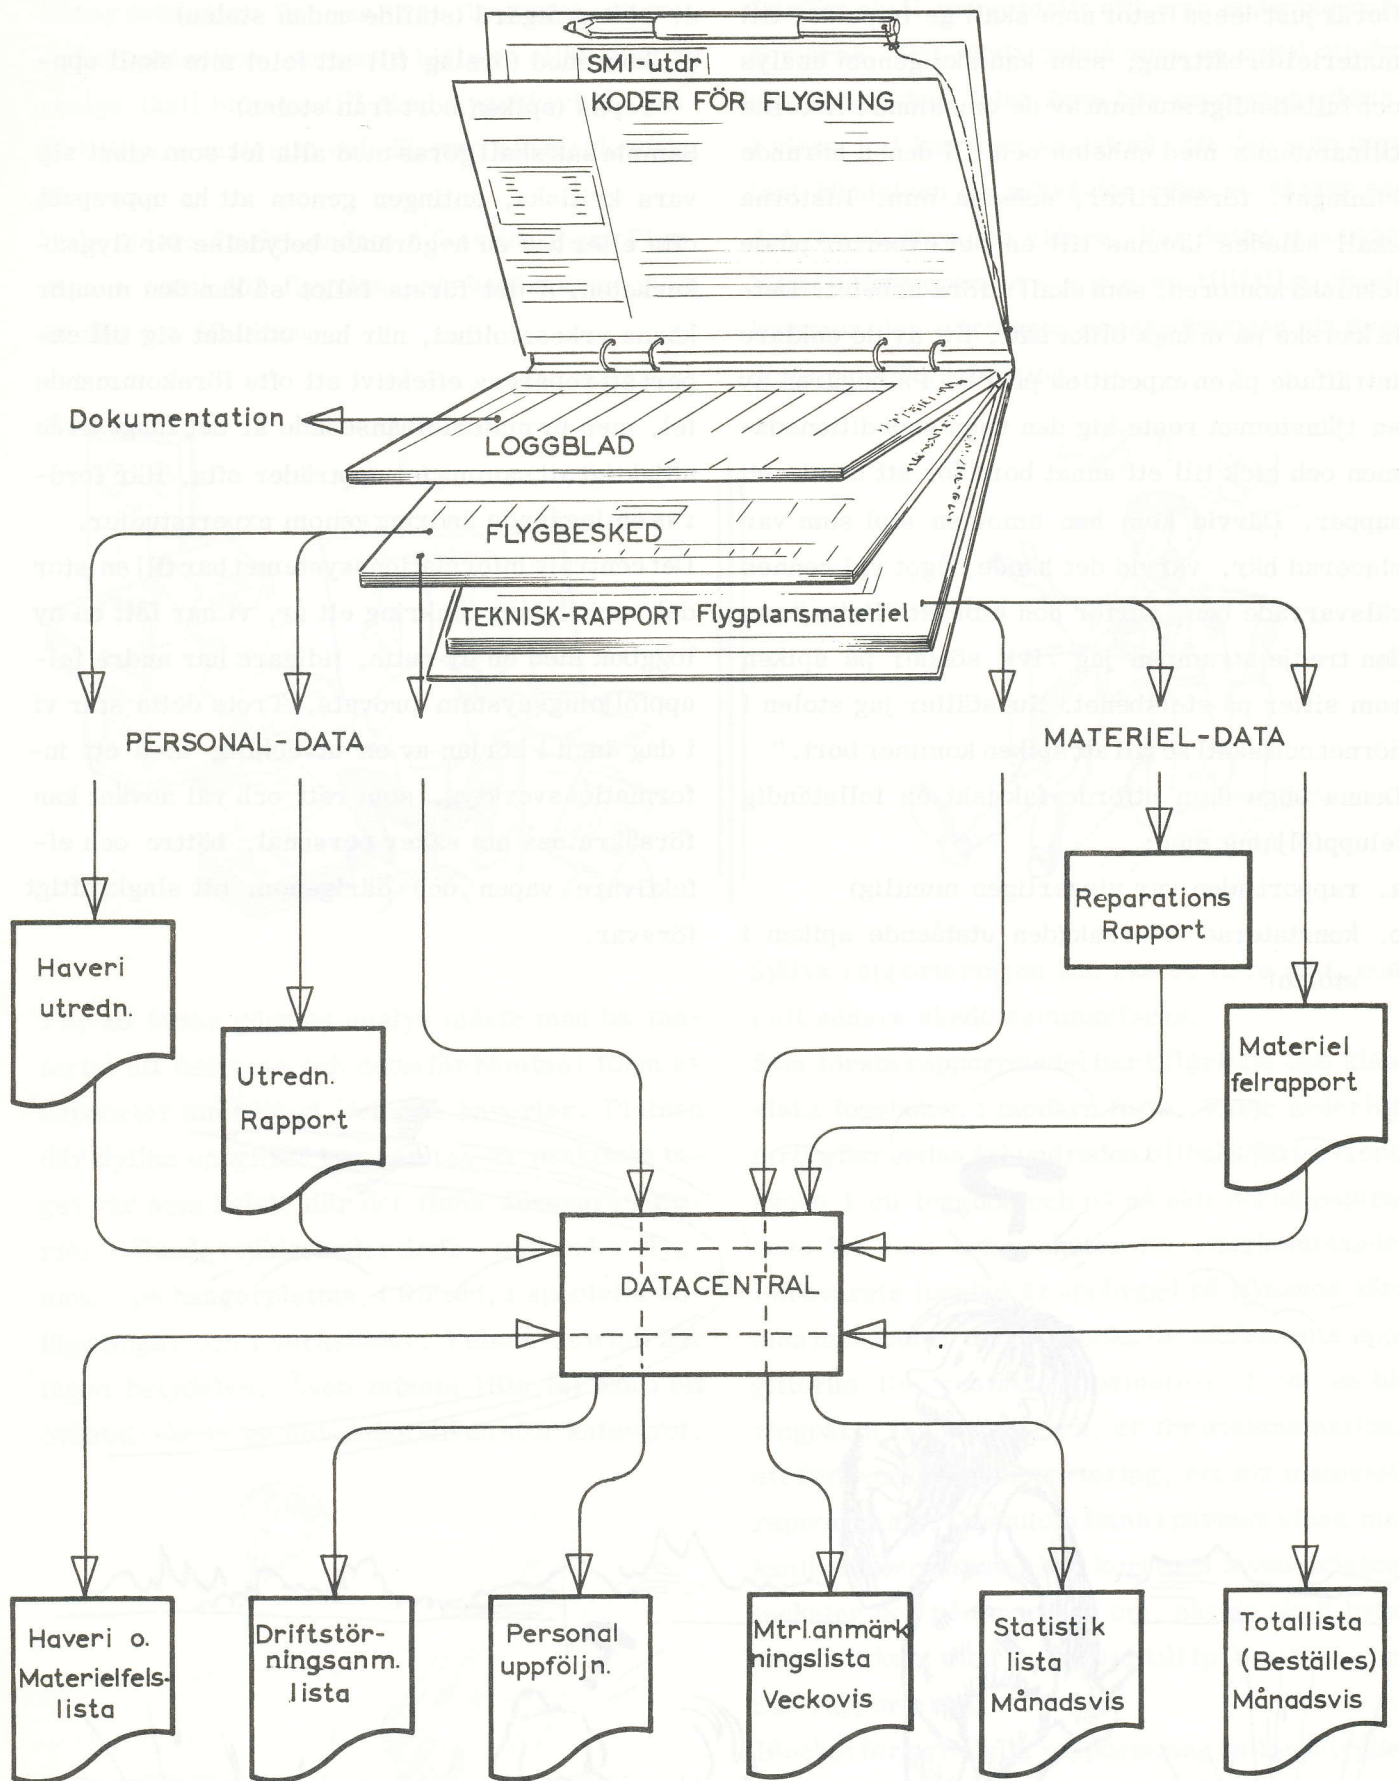 SMI-utdr
KODER FÖR FLYGNING
Dokumentation
LOGGBLAD
FLYGBESKED
TEKNISK-RAPPORT Flygplansmateriel
PERSONAL-DATA
MATERIEL-DATA
Haveri
utredn.
Utredn.
Rapport
Reparations
Rapport
Materiel
felrapport
DATACENTRAL
Haveri o.
Materielfels-
lista
Driftstör-
ningsanm.
lista
Personal
uppföljn.
Mtrl.anmärk
ningslista
Veckovis
Statistik
lista
Månadsvis
Totallista
(Beställes)
Månadsvis